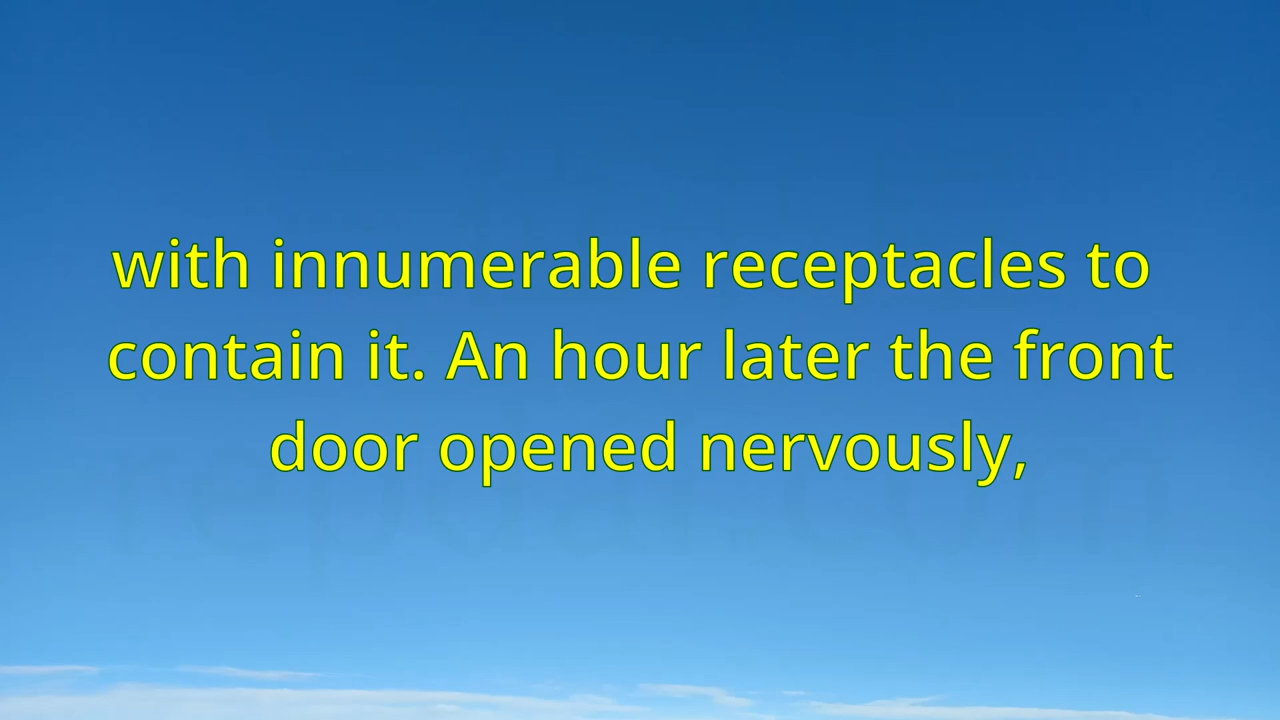 with innumerable receptacles to
contain it. An hour later the front
door opened nervously,